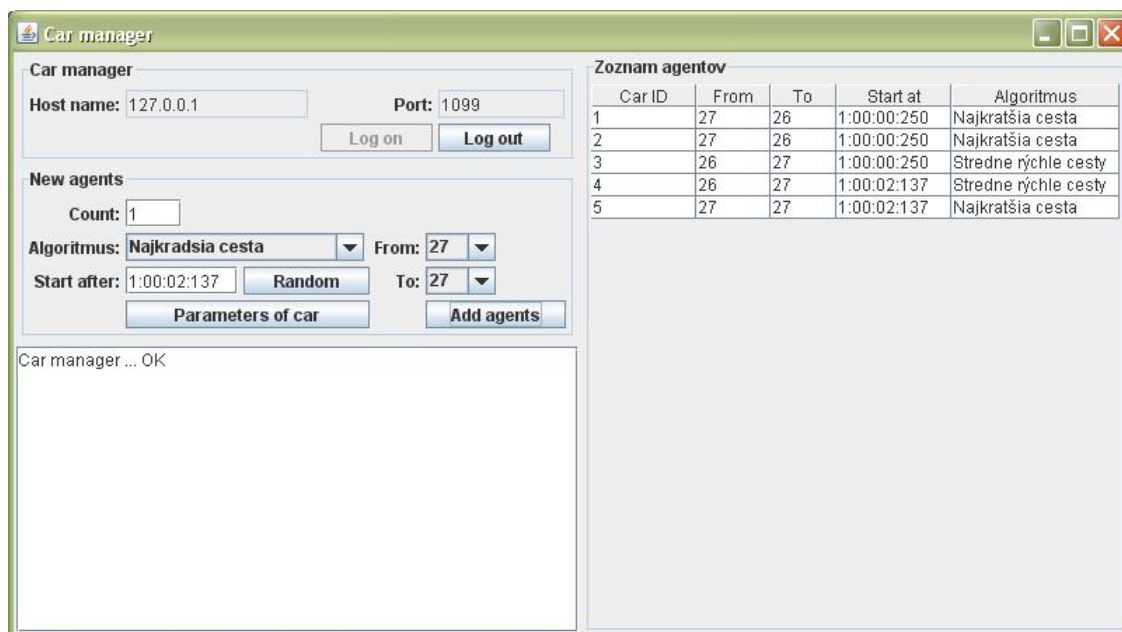 Car manager
Car manager
Host name: 127.0.0.1 Port: 1099
Log on Log out
New agents
Count: 1
Algoritmus: Najkradsia cesta From: 27
Start after: 1:00:02:137 Random To: 27
Parameters of car Add agents
Car manager ... OK
Zoznam agentov
Car ID From To Start at Algoritmus
1 27 26 1:00:00:250 Najkratšia cesta
2 27 26 1:00:00:250 Najkratšia cesta
3 26 27 1:00:00:250 Stredne rýchle cesty
4 26 27 1:00:02:137 Stredne rýchle cesty
5 27 27 1:00:02:137 Najkratšia cesta